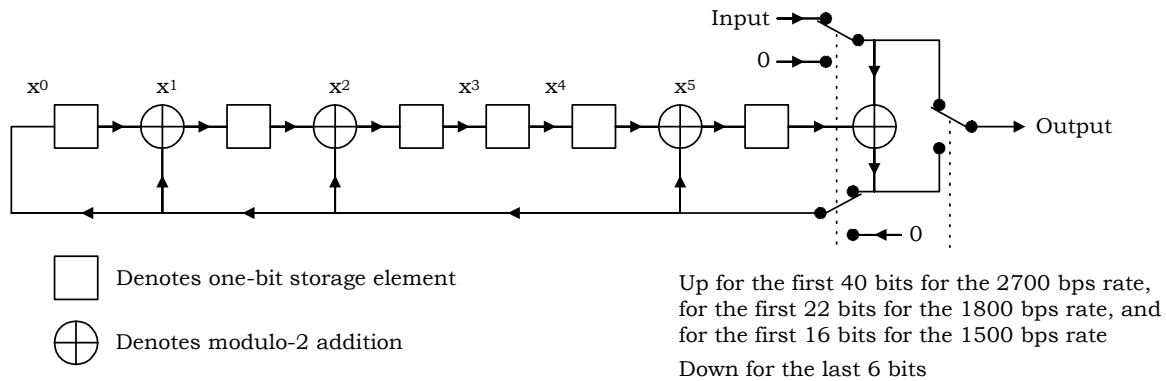 Input
0
x0 x1 x2 x3 x4 x5
Output
0
Denotes one-bit storage element
Denotes modulo-2 addition
Up for the first 40 bits for the 2700 bps rate,
for the first 22 bits for the 1800 bps rate, and
for the first 16 bits for the 1500 bps rate
Down for the last 6 bits